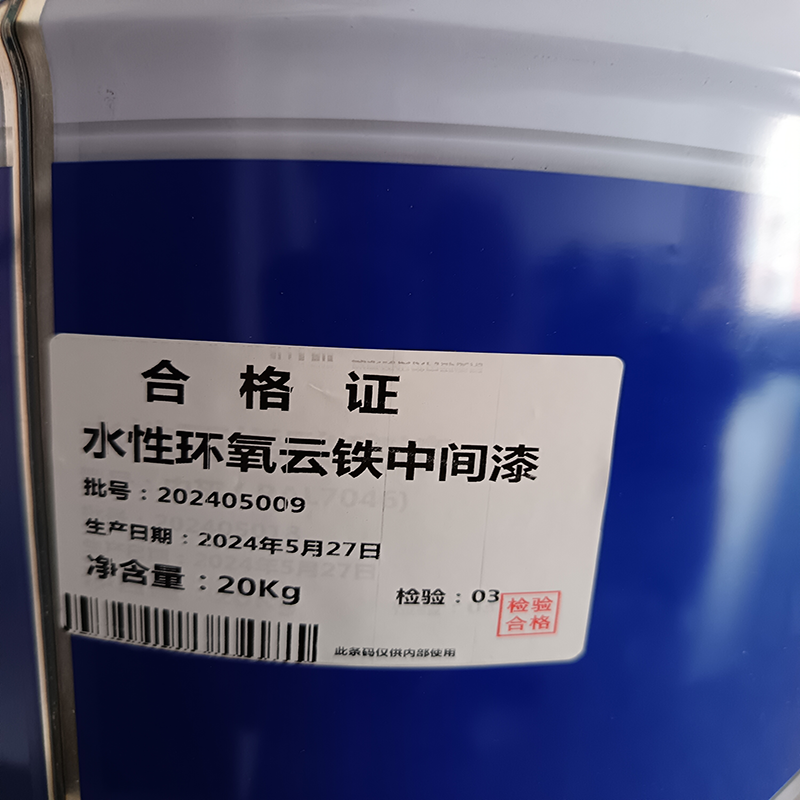 合格证
水性环氧云铁中间漆
批号：202405009
生产日期：2024年5月27日
净含量：20Kg
检验：03
检验
合格
此条码仅供内部使用